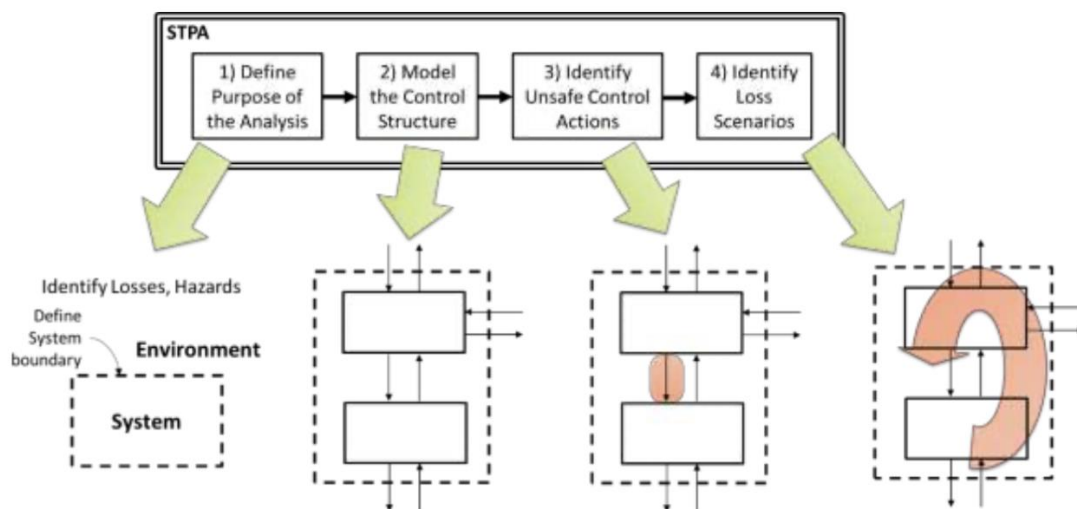 STPA
1) Define
Purpose of
the Analysis
2) Model
the Control
Structure
3) Identify
Unsafe Control
Actions
4) Identify
Loss
Scenarios
Identify Losses, Hazards
Define
System
boundary
Environment
System